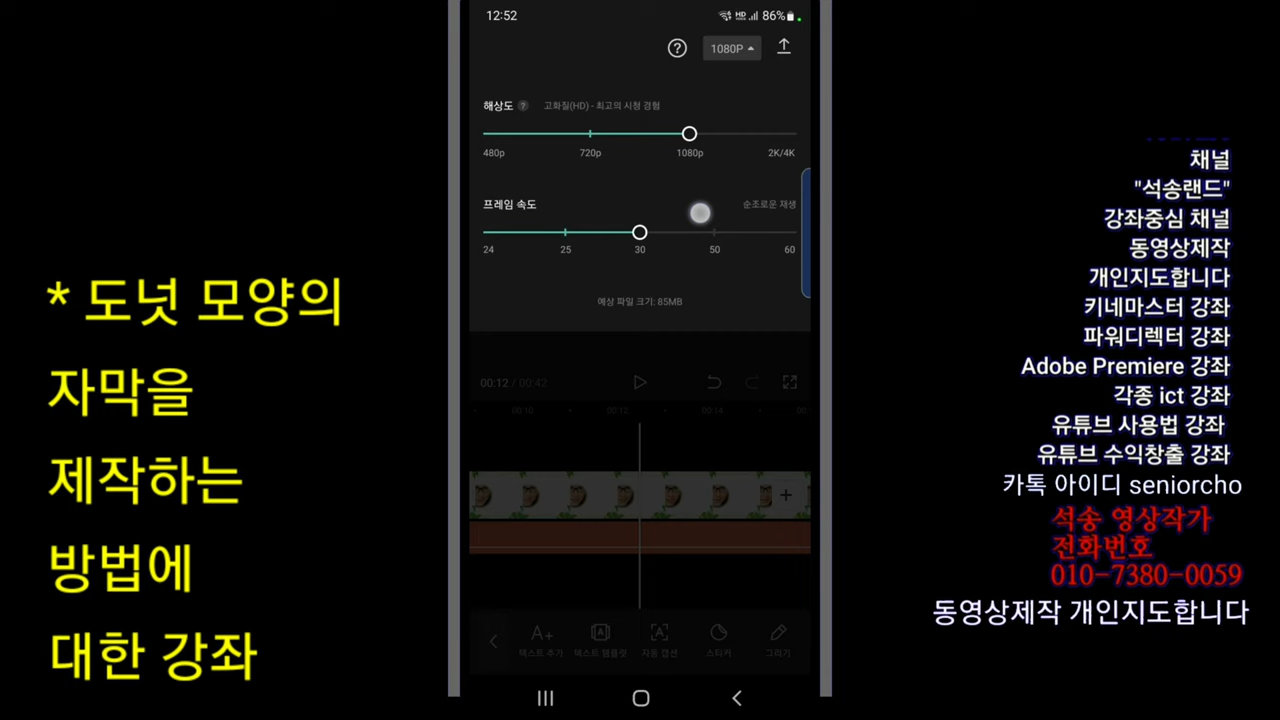 * 도넛 모양의
자막을
제작하는
방법에
대한 강좌
12:52
HD
86%
?
1080P
해상도 ? 고화질(HD) - 최고의 시청 경험
480p 720p 1080p 2K/4K
프레임 속도 순조로운 재생
24 25 30 50 60
예상 파일 크기: 85MB
00:12 / 00:42
00:10 00:12 00:14
텍스트 추가 텍스트 템플릿 자동 캡션 스티커 그리기
채널
"석송랜드"
강좌중심 채널
동영상제작
개인지도합니다
키네마스터 강좌
파워디렉터 강좌
Adobe Premiere 강좌
각종 ict 강좌
유튜브 사용법 강좌
유튜브 수익창출 강좌
카톡 아이디 seniorcho
석송 영상작가
전화번호
010-7380-0059
동영상제작 개인지도합니다